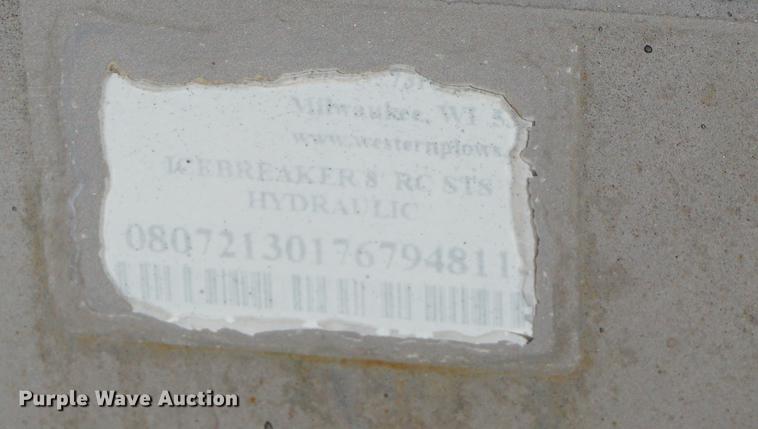 Milwaukee, WI
www.westernplows.
ICEBREAKER 8' RC STS
HYDRAULIC
08072130176794811
Purple Wave Auction